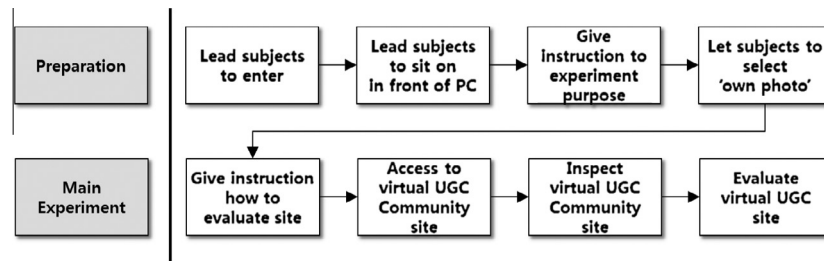 Preparation
Lead subjects
to enter
Lead subjects
to sit on
in front of PC
Give
instruction to
experiment
purpose
Let subjects to
select
‘own photo’
Main
Experiment
Give instruction
how to
evaluate site
Access to
virtual UGC
Community
site
Inspect
virtual UGC
Community
site
Evaluate
virtual UGC
site